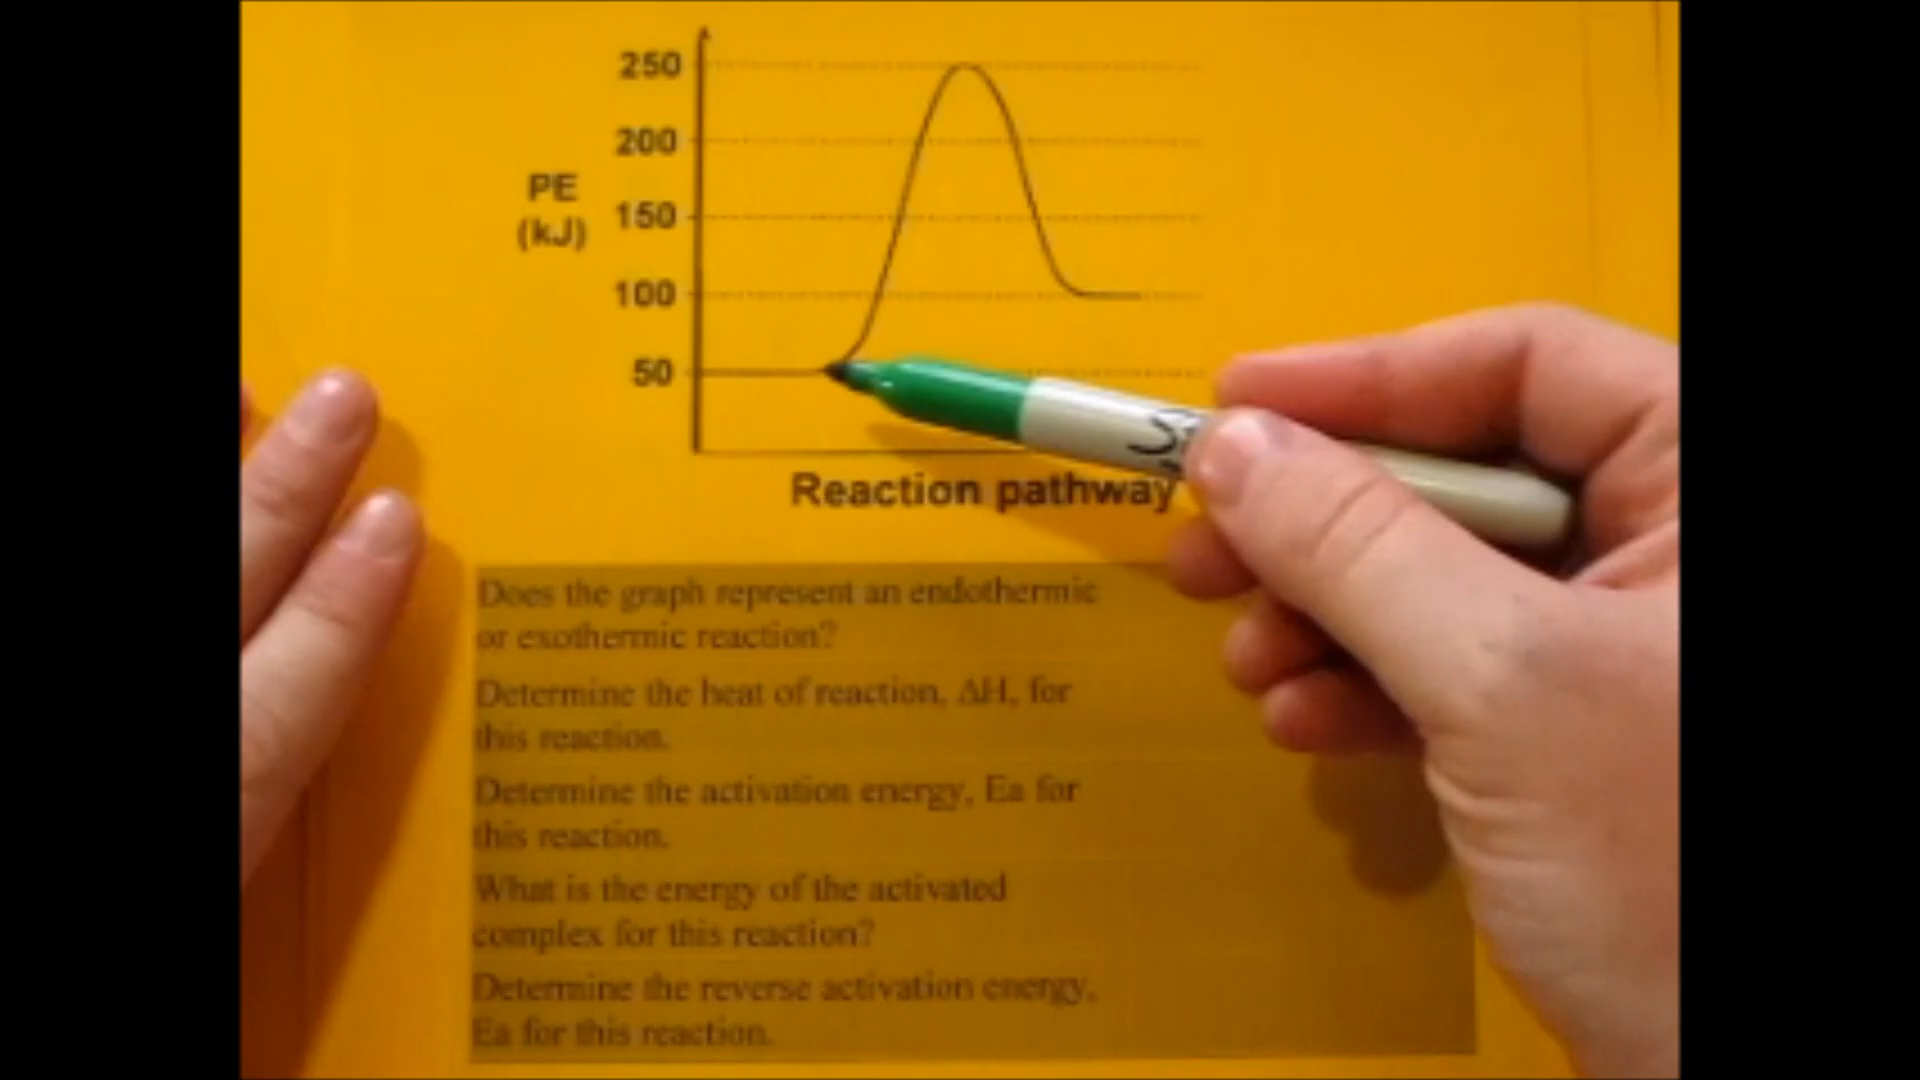 250
200
PE
150
(kJ)
100
50
Reaction pathway
Does the graph represent an endothermic
or exothermic reaction?
Determine the heat of reaction, ΔH, for
this reaction.
Determine the activation energy, Ea for
this reaction.
What is the energy of the activated
complex for this reaction?
Determine the reverse activation energy,
Ea for this reaction.